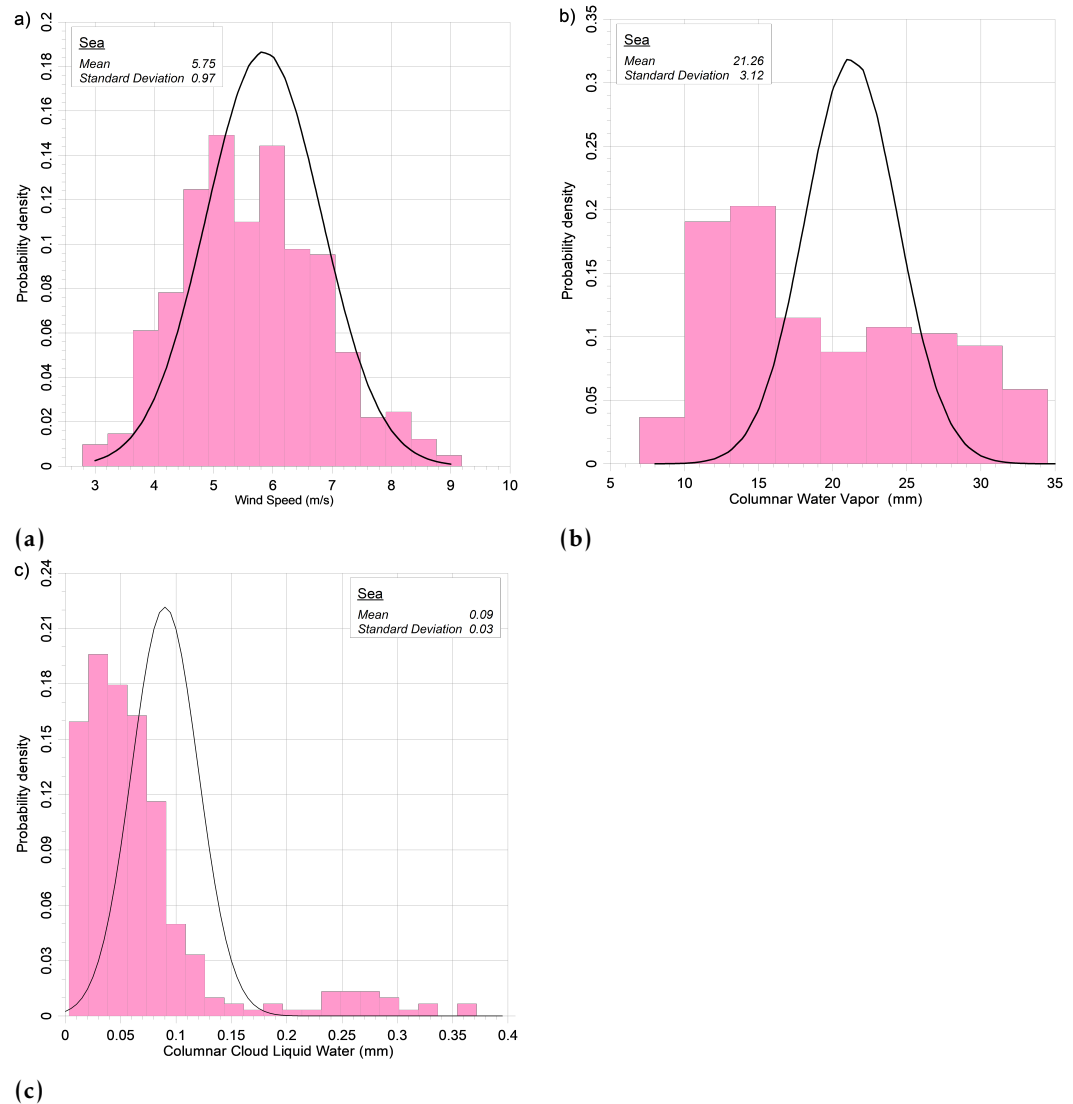 a)
Sea
Mean 5.75
Standard Deviation 0.97
Probability density
0.2
0.18
0.16
0.14
0.12
0.1
0.08
0.06
0.04
0.02
0
3 4 5 6 7 8 9 10
Wind Speed (m/s)
(a)
b)
Sea
Mean 21.26
Standard Deviation 3.12
Probability density
0.35
0.3
0.25
0.2
0.15
0.1
0.05
0
5 10 15 20 25 30 35
Columnar Water Vapor (mm)
(b)
c)
Sea
Mean 0.09
Standard Deviation 0.03
Probability density
0.24
0.21
0.18
0.15
0.12
0.09
0.06
0.03
0
0 0.05 0.1 0.15 0.2 0.25 0.3 0.35 0.4
Columnar Cloud Liquid Water (mm)
(c)